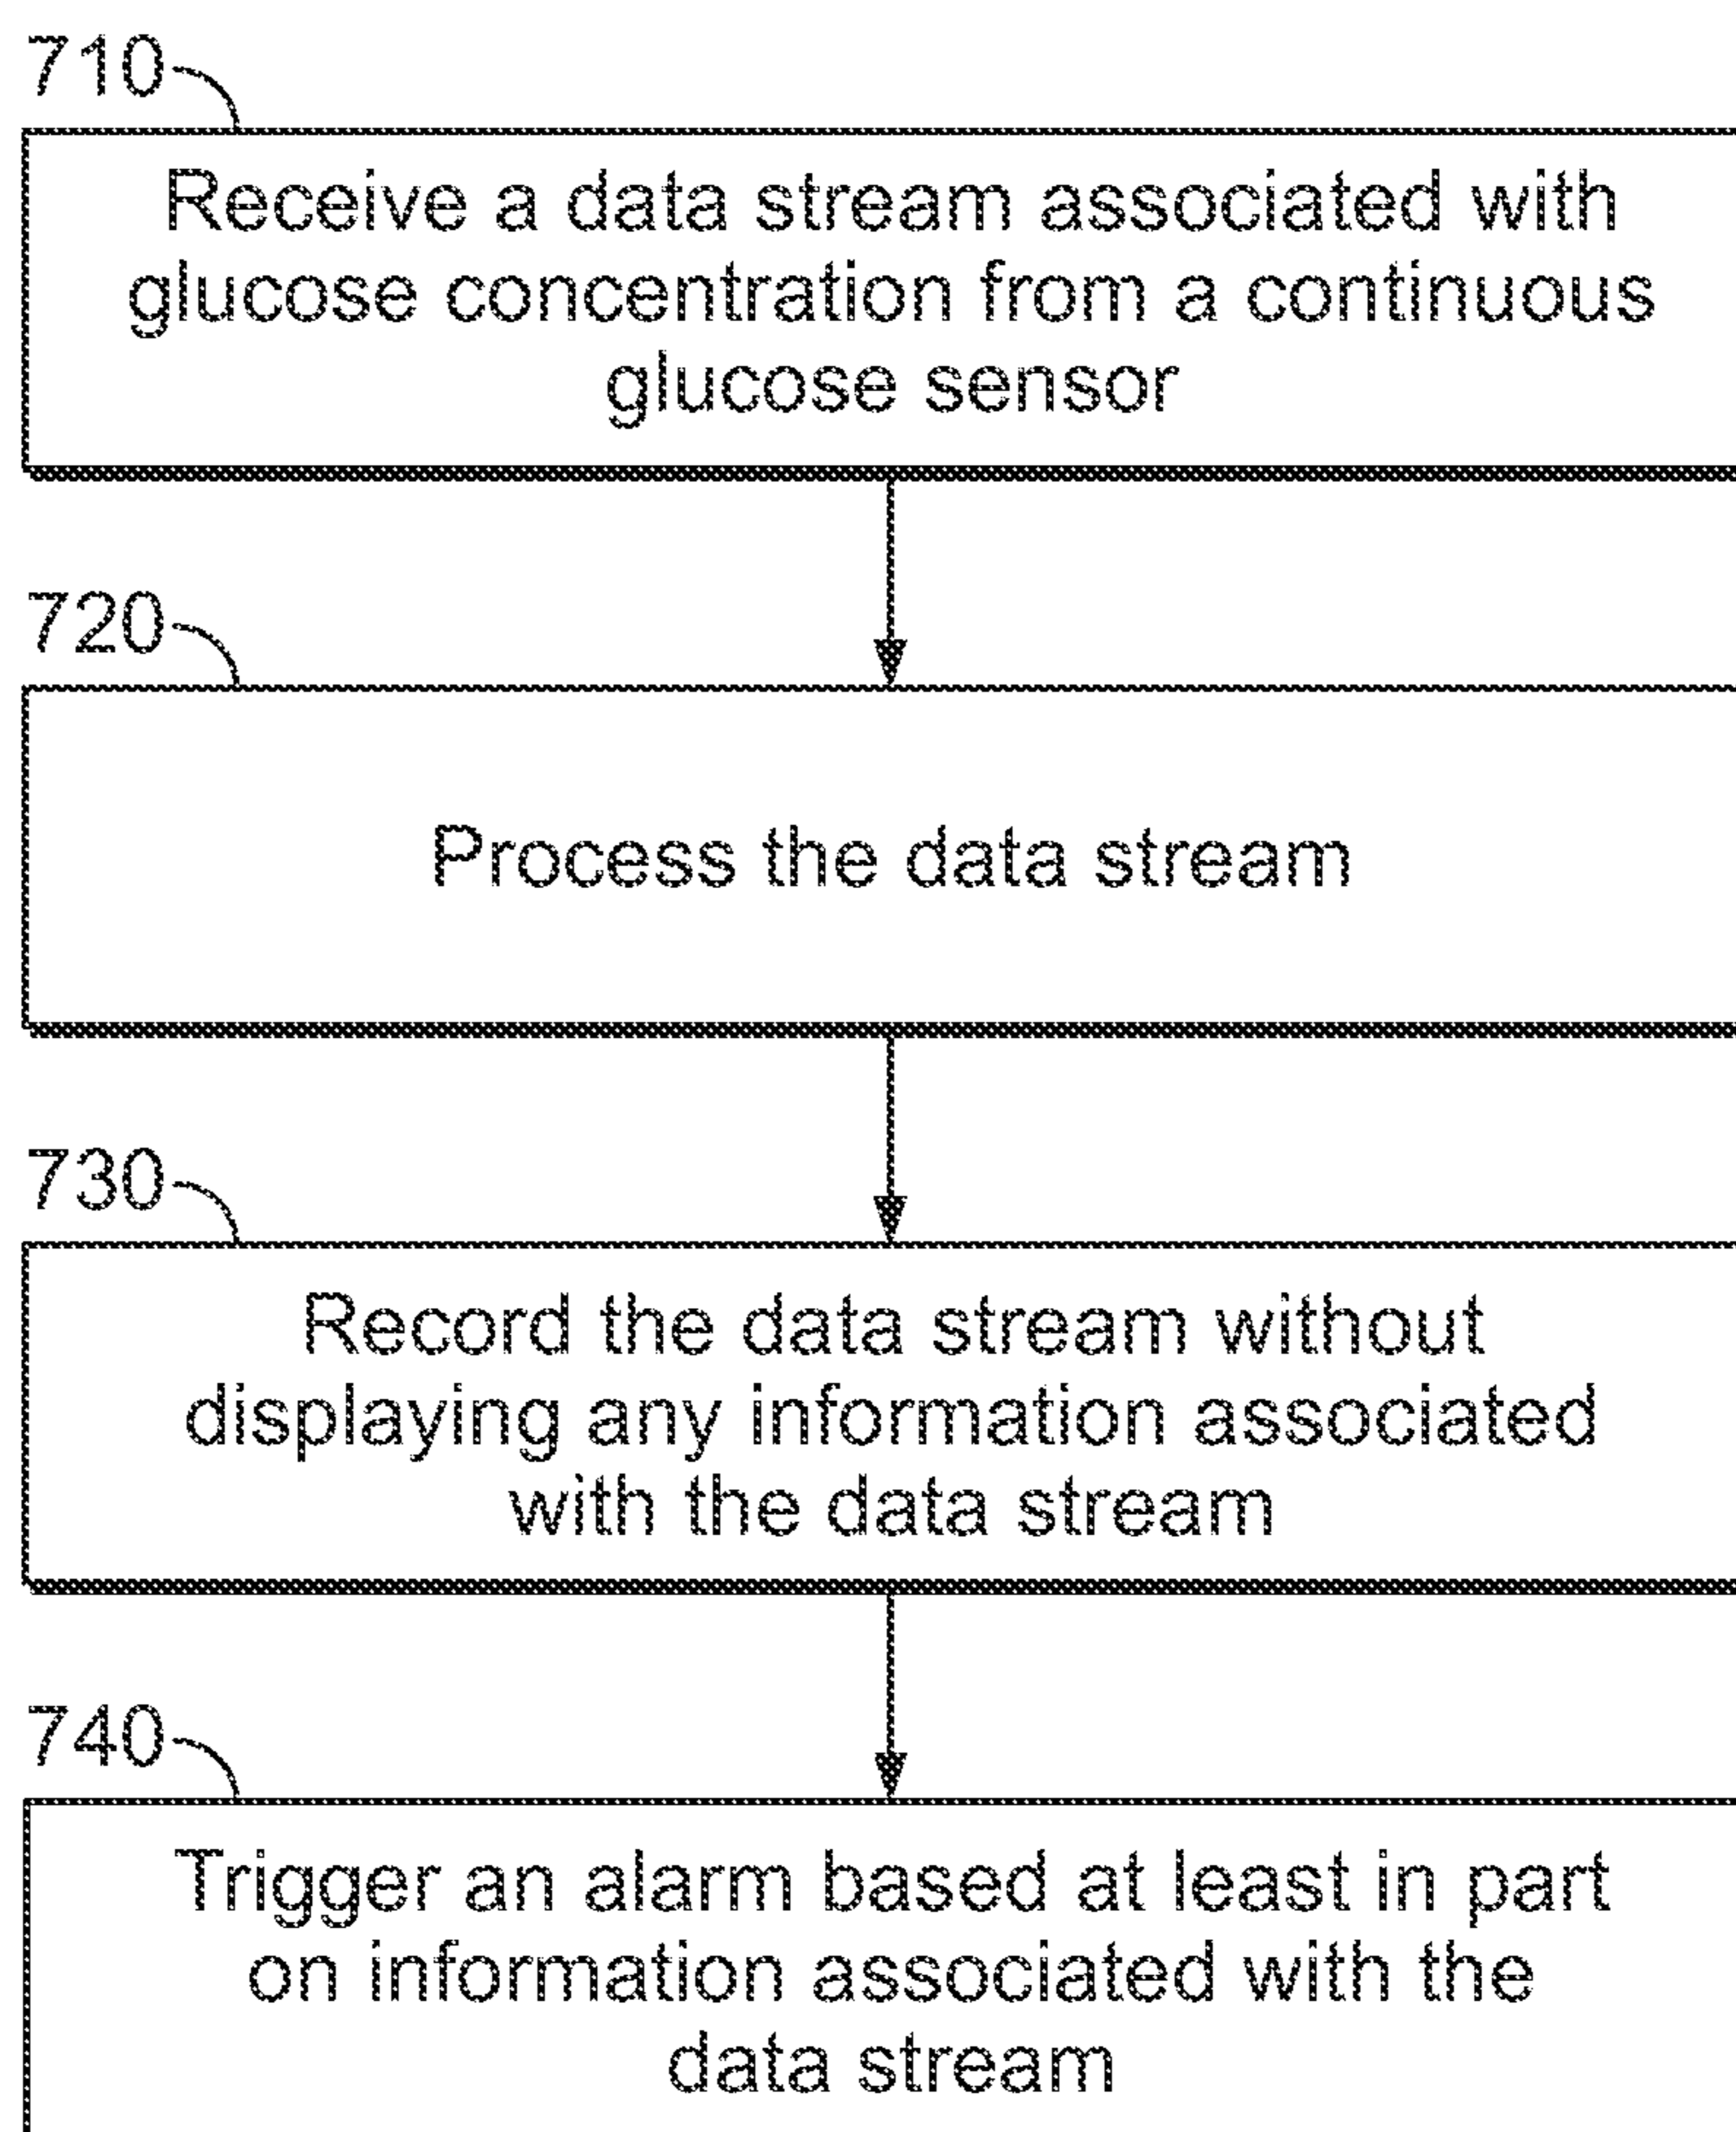 710
Receive a data stream associated with
glucose concentration from a continuous
glucose sensor
720
Process the data stream
730
Record the data stream without
displaying any information associated
with the data stream
740
Trigger an alarm based at least in part
on information associated with the
data stream